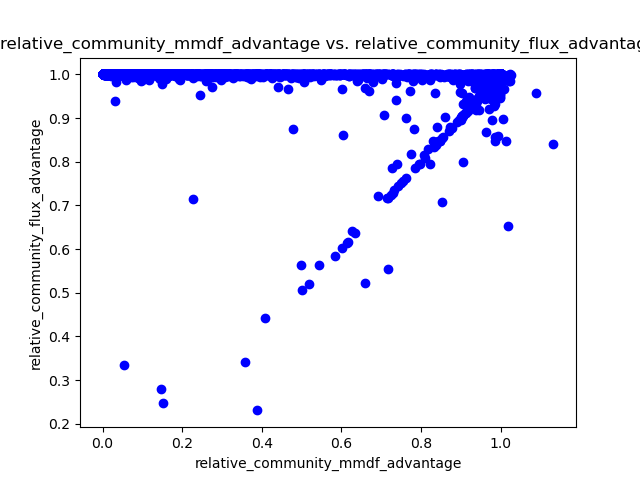 relative_community_mmdf_advantage vs. relative_community_flux_advantag
1.0
0.9
0.8
0.7
0.6
0.5
0.4
0.3
0.2
relative_community_flux_advantage
0.0 0.2 0.4 0.6 0.8 1.0
relative_community_mmdf_advantage